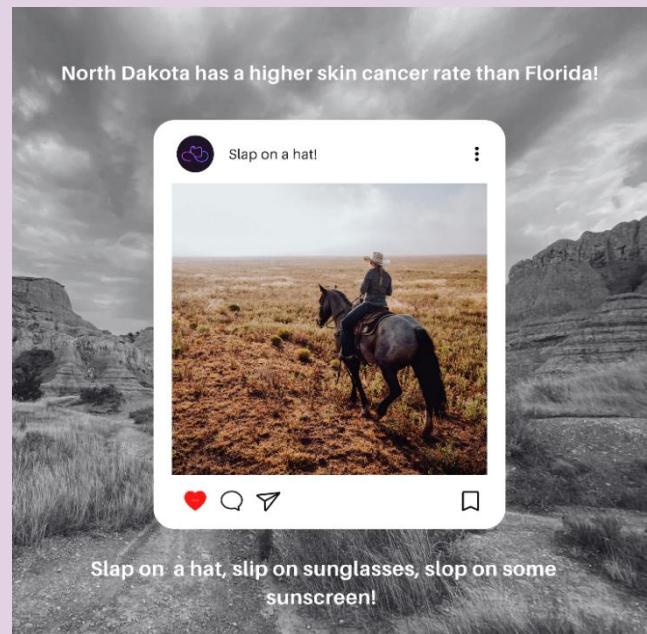 North Dakota has a higher skin cancer rate than Florida!
Slap on a hat!
Slap on a hat, slip on sunglasses, slop on some
sunscreen!